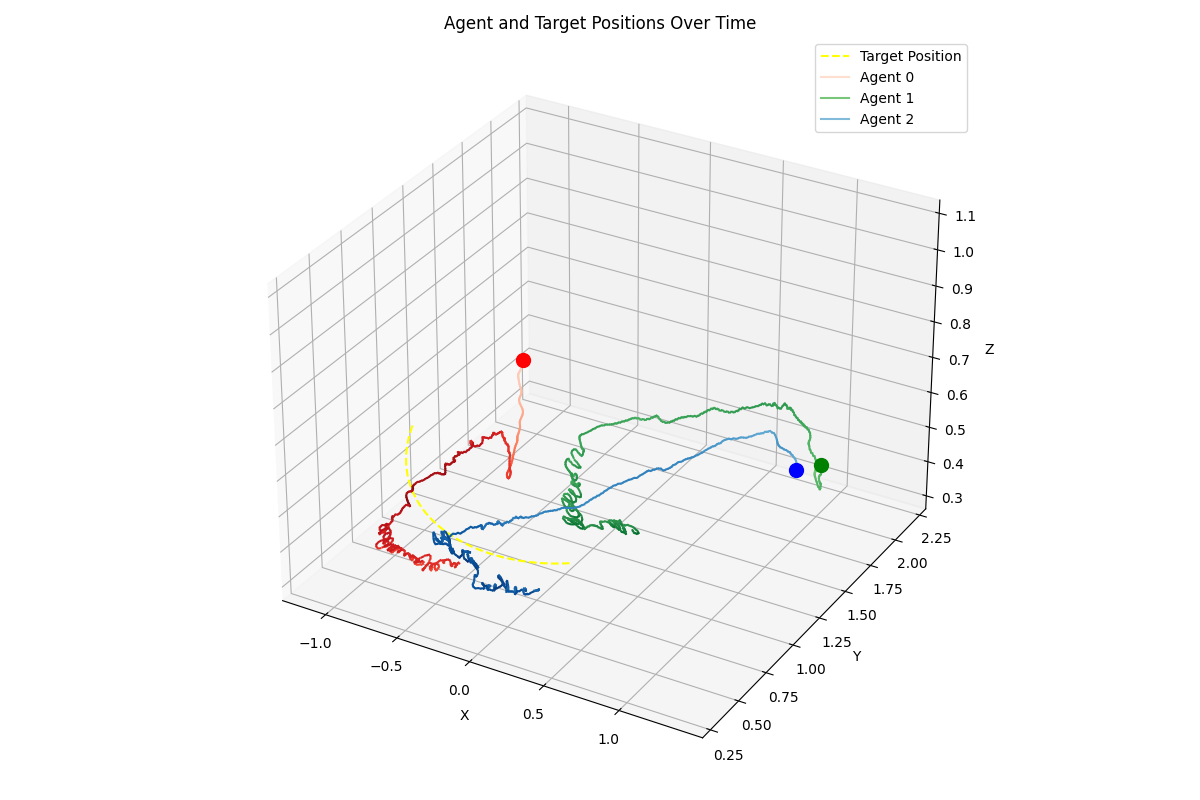 Agent and Target Positions Over Time
Target Position
Agent 0
Agent 1
Agent 2
1.1
1.0
0.9
0.8
0.7
0.6
0.5
0.4
0.3
Z
2.25
2.00
1.75
1.50
1.25
1.00
0.75
0.50
0.25
Y
−1.0
−0.5
0.0
0.5
1.0
X